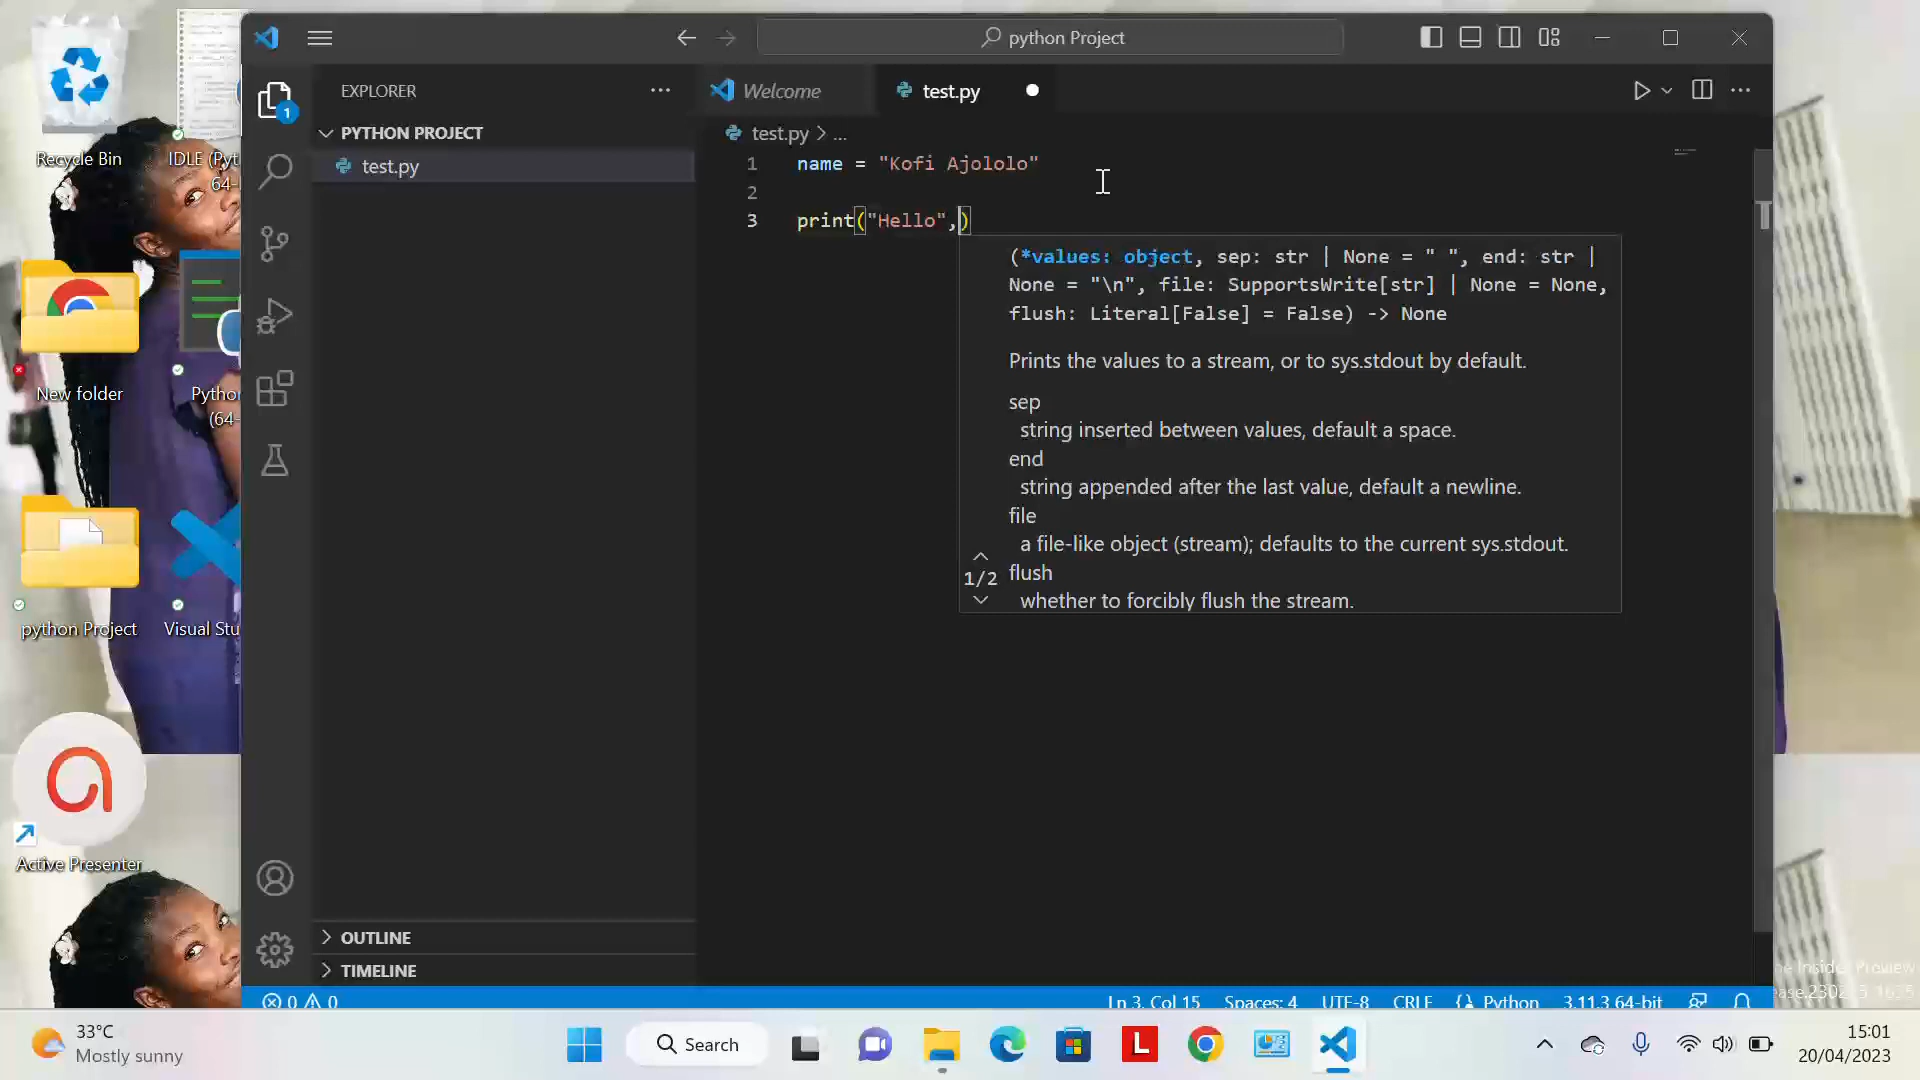 python Project
EXPLORER
PYTHON PROJECT
test.py
Welcome
test.py
test.py > ...
1 name = "Kofi Ajololo"
2
3 print("Hello",)
(*values: object, sep: str | None = " ", end: str |
None = "\n", file: SupportsWrite[str] | None = None,
flush: Literal[False] = False) -> None
Prints the values to a stream, or to sys.stdout by default.
sep
string inserted between values, default a space.
end
string appended after the last value, default a newline.
file
a file-like object (stream); defaults to the current sys.stdout.
1/2
flush
whether to forcibly flush the stream.
OUTLINE
TIMELINE
0 0
Ln 3, Col 15
Spaces: 4
UTF-8
CRLF
Python
3.11.3 64-bit
1
Recycle Bin
IDLE (Pyt
64-
New folder
Python
(64-
python Project
Visual Stu
Active Presenter
33°C
Mostly sunny
Search
L
15:01
20/04/2023